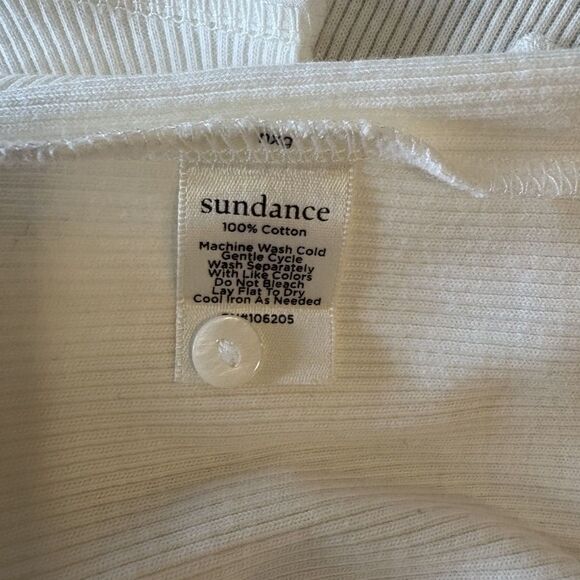 sundance
100% Cotton
Machine Wash Cold
Gentle Cycle
Wash Separately
With Like Colors
Do Not Bleach
Lay Flat To Dry
Cool Iron As Needed
#106205